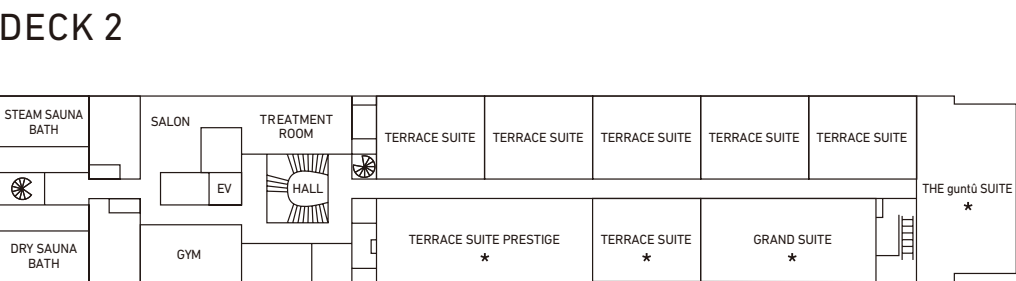 DECK 2
STEAM SAUNA
BATH
SALON
TREATMENT
ROOM
TERRACE SUITE
TERRACE SUITE
TERRACE SUITE
TERRACE SUITE
TERRACE SUITE
EV
HALL
THE guntû SUITE
*
DRY SAUNA
BATH
GYM
TERRACE SUITE PRESTIGE
*
TERRACE SUITE
*
GRAND SUITE
*